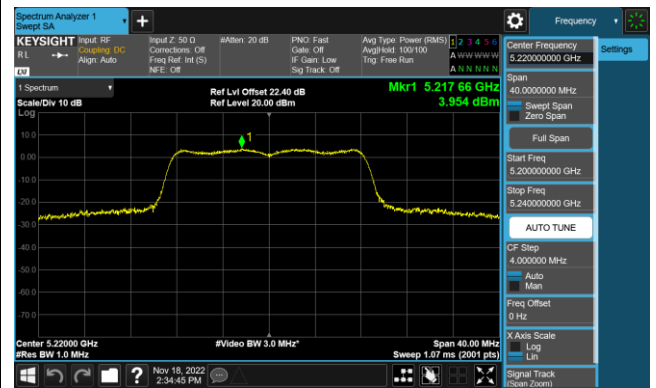 Spectrum Analyzer 1
Swept SA
+
Frequency
KEYSIGHT
RL
LXI
Input: RF
Coupling: DC
Align: Auto
Input Z: 50 Ω
Corrections: Off
Freq Ref: Int (S)
NFE: Off
#Atten: 20 dB
PNO: Fast
Gate: Off
IF Gain: Low
Sig Track: Off
Avg Type: Power (RMS)
Avg|Hold: 100/100
Trig: Free Run
1 2 3 4 5 6
A W W W W W
A N N N N N
1 Spectrum
Scale/Div 10 dB
Log
Ref Lvl Offset 22.40 dB
Ref Level 20.00 dBm
Mkr1 5.217 66 GHz
3.954 dBm
1
10.0
0.00
-10.0
-20.0
-30.0
-40.0
-50.0
-60.0
-70.0
Center 5.22000 GHz
#Res BW 1.0 MHz
#Video BW 3.0 MHz*
Span 40.00 MHz
Sweep 1.07 ms (2001 pts)
?
Nov 18, 2022
2:34:45 PM
Center Frequency
5.220000000 GHz
Settings
Span
40.0000000 MHz
Swept Span
Zero Span
Full Span
Start Freq
5.200000000 GHz
Stop Freq
5.240000000 GHz
AUTO TUNE
CF Step
4.000000 MHz
Auto
Man
Freq Offset
0 Hz
X Axis Scale
Log
Lin
Signal Track
(Span Zoom)